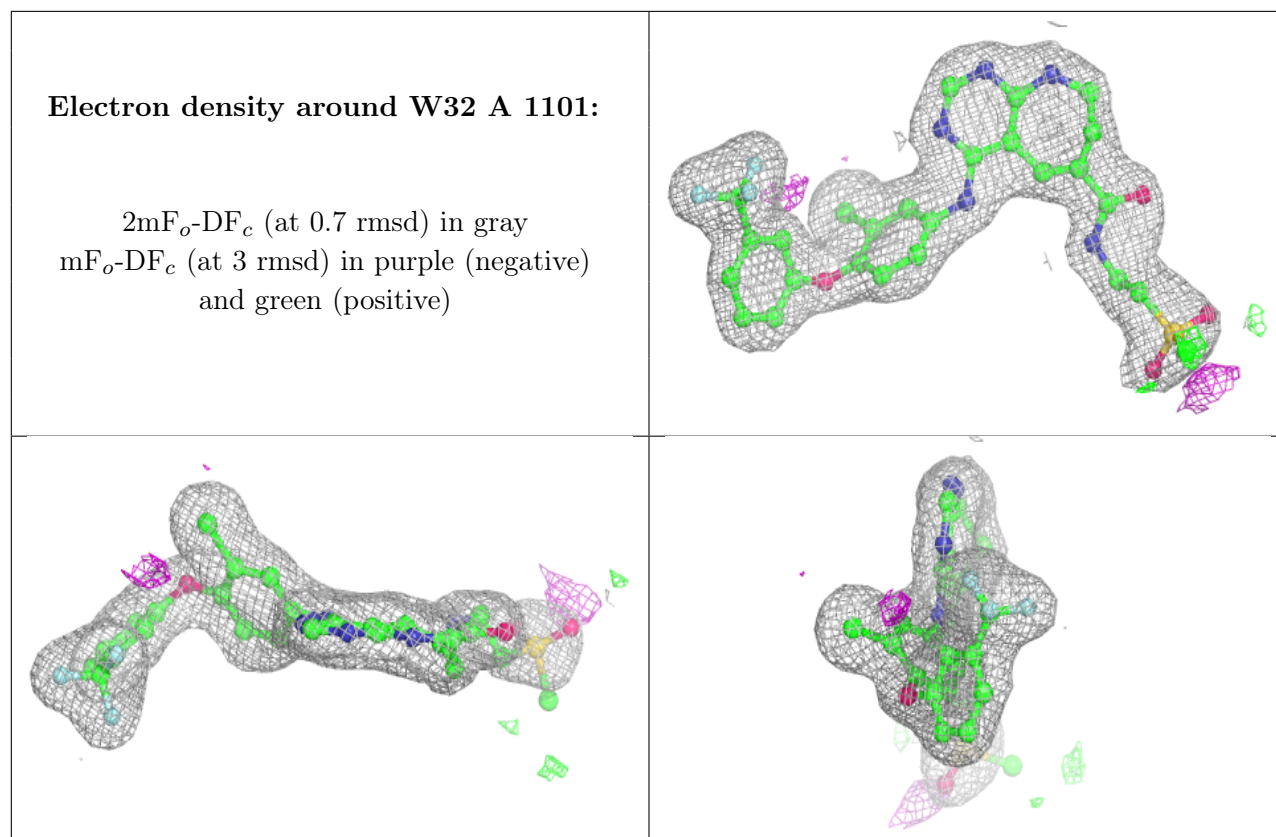 Electron density around W32 A 1101:
2mFₒ-DF𝑐 (at 0.7 rmsd) in gray
mFₒ-DF𝑐 (at 3 rmsd) in purple (negative)
and green (positive)